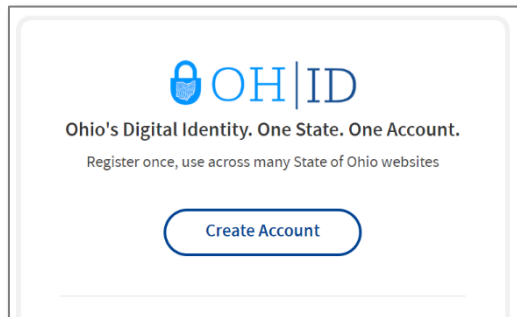 OH|ID
Ohio's Digital Identity. One State. One Account.
Register once, use across many State of Ohio websites
Create Account